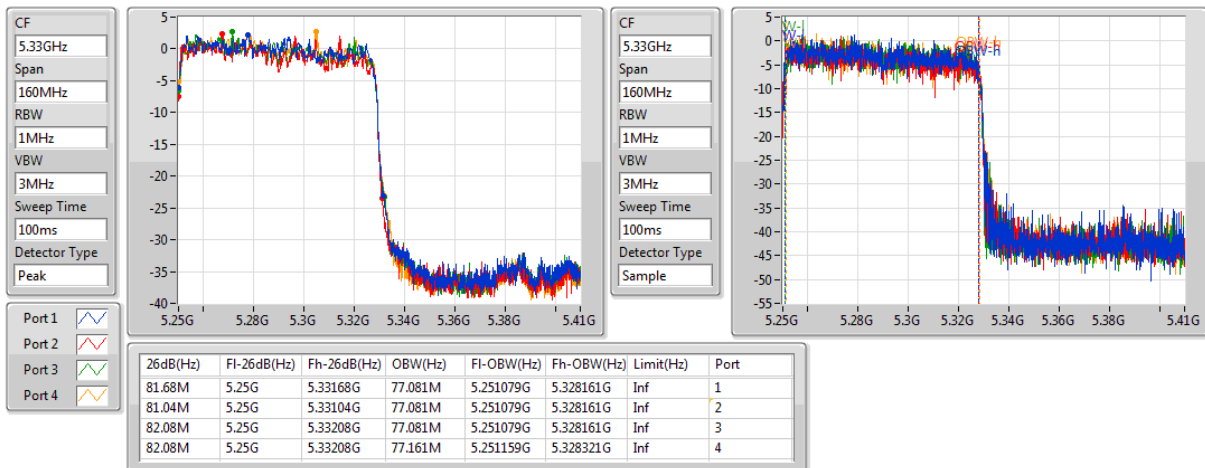 CF
5.33GHz
Span
160MHz
RBW
1MHz
VBW
3MHz
Sweep Time
100ms
Detector Type
Peak
5
0
-5
-10
-15
-20
-25
-30
-35
-40
5.25G 5.28G 5.3G 5.32G 5.34G 5.36G 5.38G 5.41G
CF
5.33GHz
Span
160MHz
RBW
1MHz
VBW
3MHz
Sweep Time
100ms
Detector Type
Sample
5
0
-5
-10
-15
-20
-25
-30
-35
-40
-45
-50
-55
5.25G 5.28G 5.3G 5.32G 5.34G 5.36G 5.38G 5.41G
OBW-h
Port 1
Port 2
Port 3
Port 4
26dB(Hz) Fl-26dB(Hz) Fh-26dB(Hz) OBW(Hz) Fl-OBW(Hz) Fh-OBW(Hz) Limit(Hz) Port
81.68M 5.25G 5.33168G 77.081M 5.251079G 5.328161G Inf 1
81.04M 5.25G 5.33104G 77.081M 5.251079G 5.328161G Inf 2
82.08M 5.25G 5.33208G 77.081M 5.251079G 5.328161G Inf 3
82.08M 5.25G 5.33208G 77.161M 5.251159G 5.328321G Inf 4